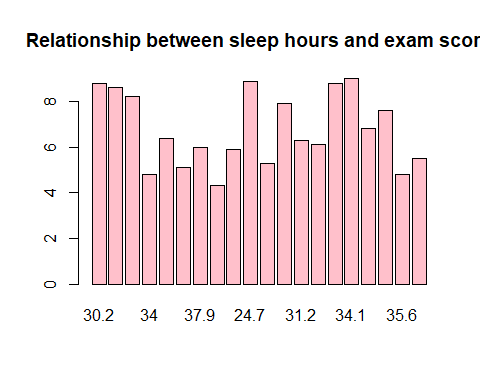 Relationship between sleep hours and exam scor
8
6
4
2
0
30.2 34 37.9 24.7 31.2 34.1 35.6